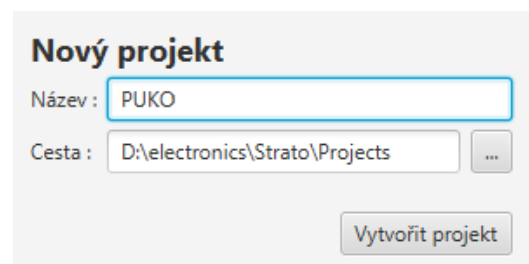 Nový projekt
Název : PUKO
Cesta : D:\electronics\Strato\Projects ...
Vytvořit projekt